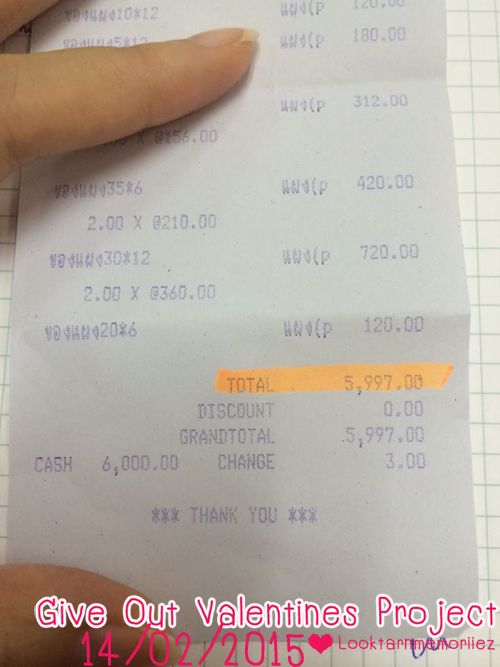 ของแผง10*12 แผง(p 120.00
ของแผง5*12 แผง(p 180.00
แผง(p 312.00
X @156.00
ของแผง35*6 แผง(p 420.00
2.00 X @210.00
ของแผง30*12 แผง(p 720.00
2.00 X @360.00
ของแผง20*6 แผง(p 120.00
TOTAL 5,997.00
DISCOUNT 0.00
GRANDTOTAL 5,997.00
CASH 6,000.00 CHANGE 3.00
*** THANK YOU ***
Give Out Valentines Project
14/02/2015❤Looktarnmemoriiez